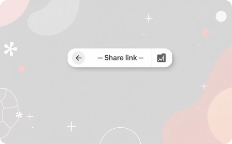 – Share link –